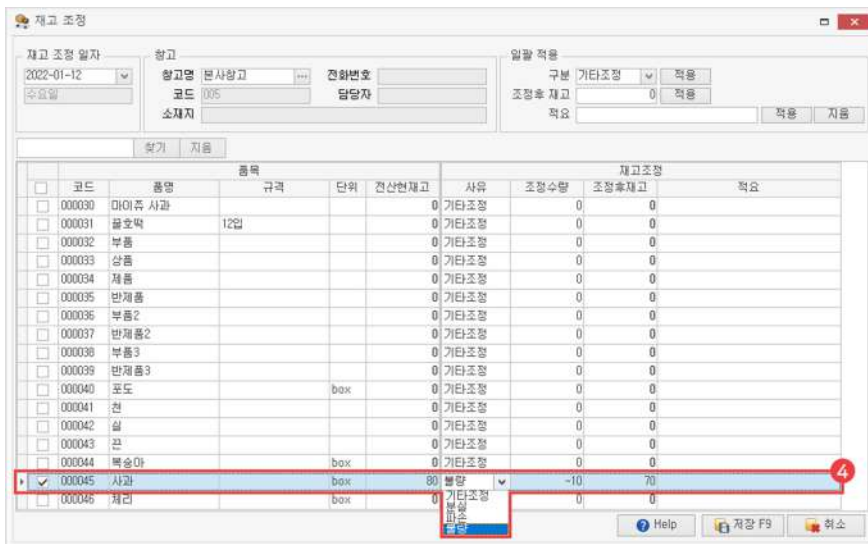 재고 조정
재고 조정 일자
2022-01-12
수요일
창고
창고명 본사창고 ... 전화번호
코드 005 담당자
소재지
일괄 적용
구분 기타조정 적용
조정후 재고 0 적용
적요 적용 지움
찾기 지움
품목 재고조정
코드 품명 규격 단위 전산현재고 사유 조정수량 조정후재고 적요
000030 마이쮸 사과 0 기타조정 0 0
000031 꿀호떡 12입 0 기타조정 0 0
000032 부품 0 기타조정 0 0
000033 상품 0 기타조정 0 0
000034 제품 0 기타조정 0 0
000035 반제품 0 기타조정 0 0
000036 부품2 0 기타조정 0 0
000037 반제품2 0 기타조정 0 0
000038 부품3 0 기타조정 0 0
000039 반제품3 0 기타조정 0 0
000040 포도 box 0 기타조정 0 0
000041 천 0 기타조정 0 0
000042 실 0 기타조정 0 0
000043 끈 0 기타조정 0 0
000044 복숭아 box 0 기타조정 0 0
4
000045 사과 box 80 불량 -10 70
000046 체리 box 0 0 0
기타조정
분실
파손
불량
Help 저장 F9 취소